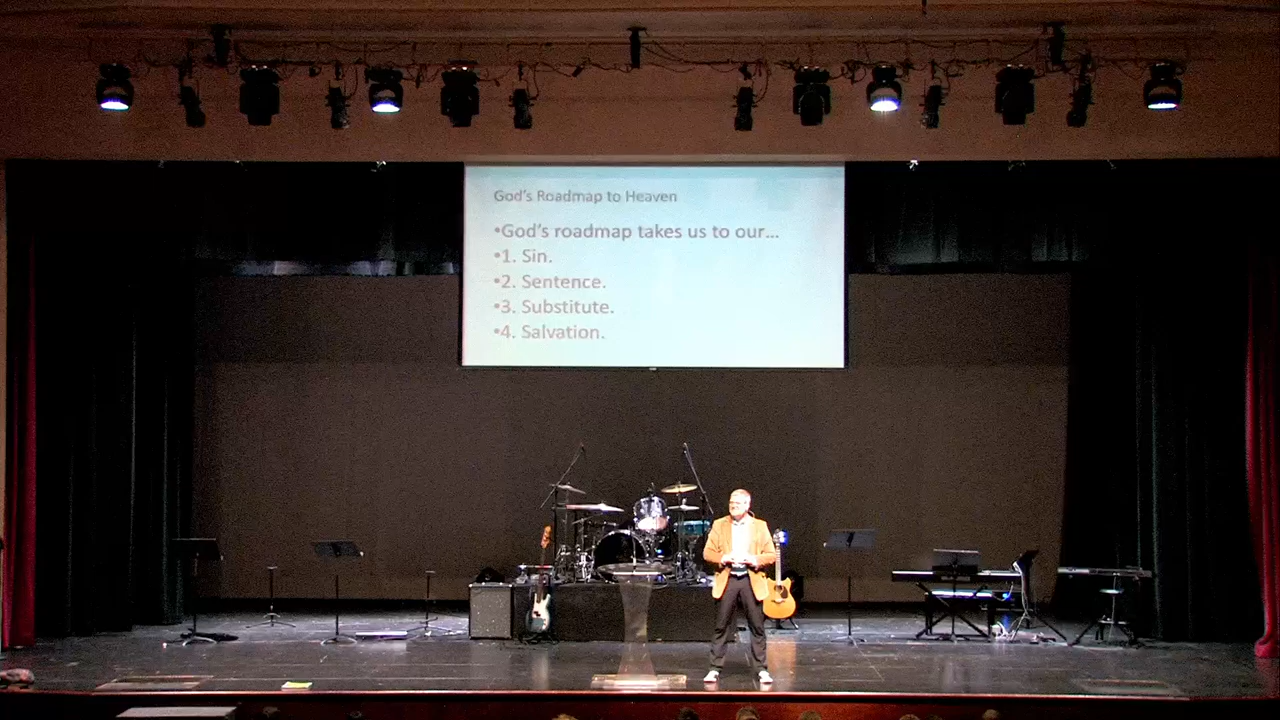 God's Roadmap to Heaven
•God's roadmap takes us to our...
•1. Sin.
•2. Sentence.
•3. Substitute.
•4. Salvation.